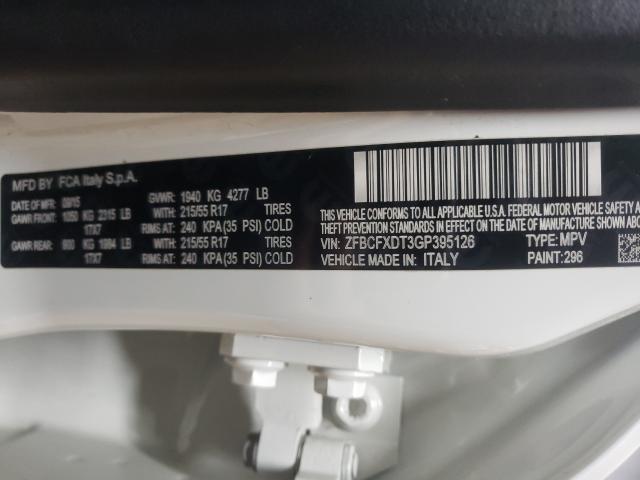 MFD BY FCA Italy S.p.A.
DATE OF MFR 09/15 GVWR: 1940 KG 4277 LB
GAWR FRONT: 1050 KG 2315 LB WITH 215/55 R17 TIRES
17X7 RIMS AT 240 KPA (35 PSI) COLD
GAWR REAR: 900 KG 1984 LB WITH 215/55 R17 TIRES
17X7 RIMS AT 240 KPA (35 PSI) COLD
THIS VEHICLE CONFORMS TO ALL APPLICABLE U.S.A. FEDERAL MOTOR VEHICLE SAFETY
BUMPER AND THEFT PREVENTION STANDARDS IN EFFECT ON THE DATE OF MANUFACTURE
VIN: ZFBCFXDT3GP395126 TYPE: MPV
VEHICLE MADE IN: ITALY PAINT: 296